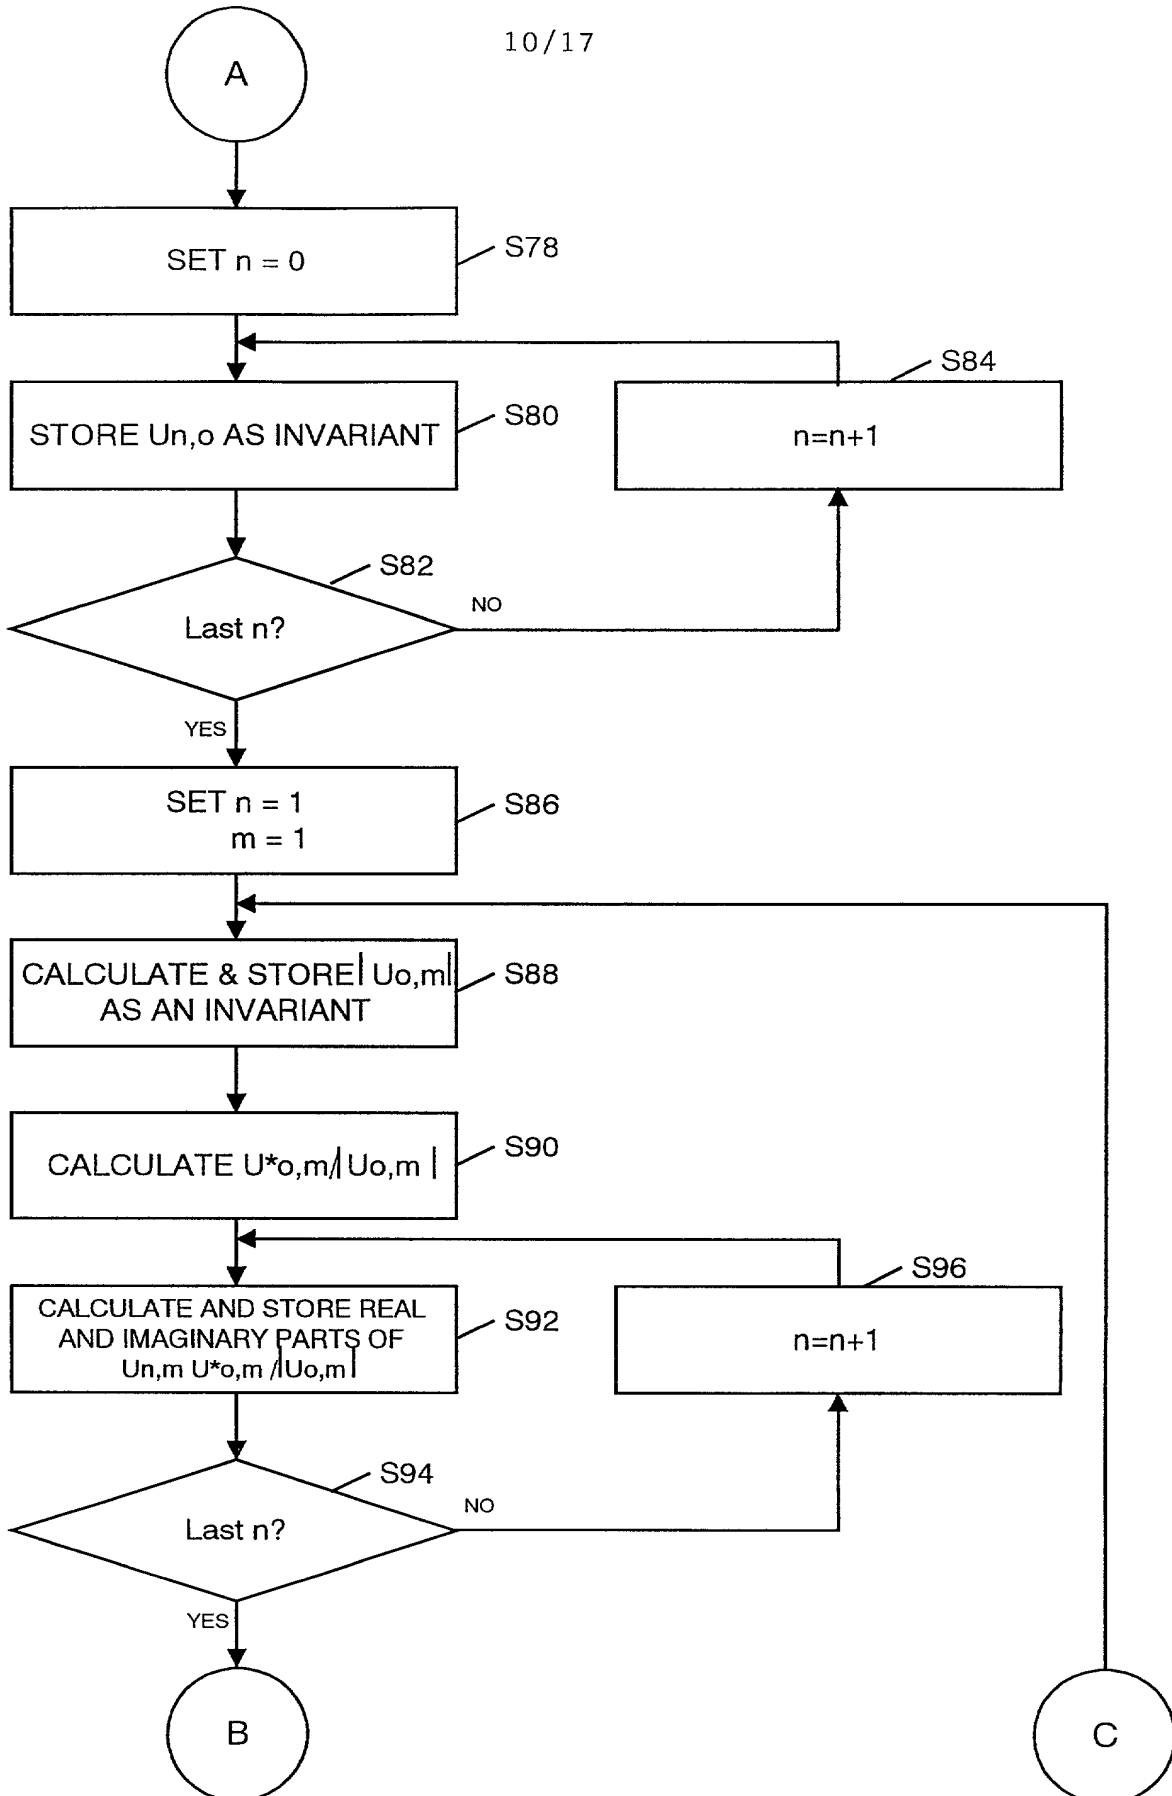 10/17
A
SET n = 0
S78
S84
STORE Un,o AS INVARIANT
S80
n=n+1
S82
Last n?
NO
YES
SET n = 1
m = 1
S86
CALCULATE & STORE| Uo,m|
AS AN INVARIANT
S88
CALCULATE U*o,m/| Uo,m |
S90
S96
CALCULATE AND STORE REAL
AND IMAGINARY PARTS OF
Un,m U*o,m /|Uo,m|
S92
n=n+1
S94
Last n?
NO
YES
B
C